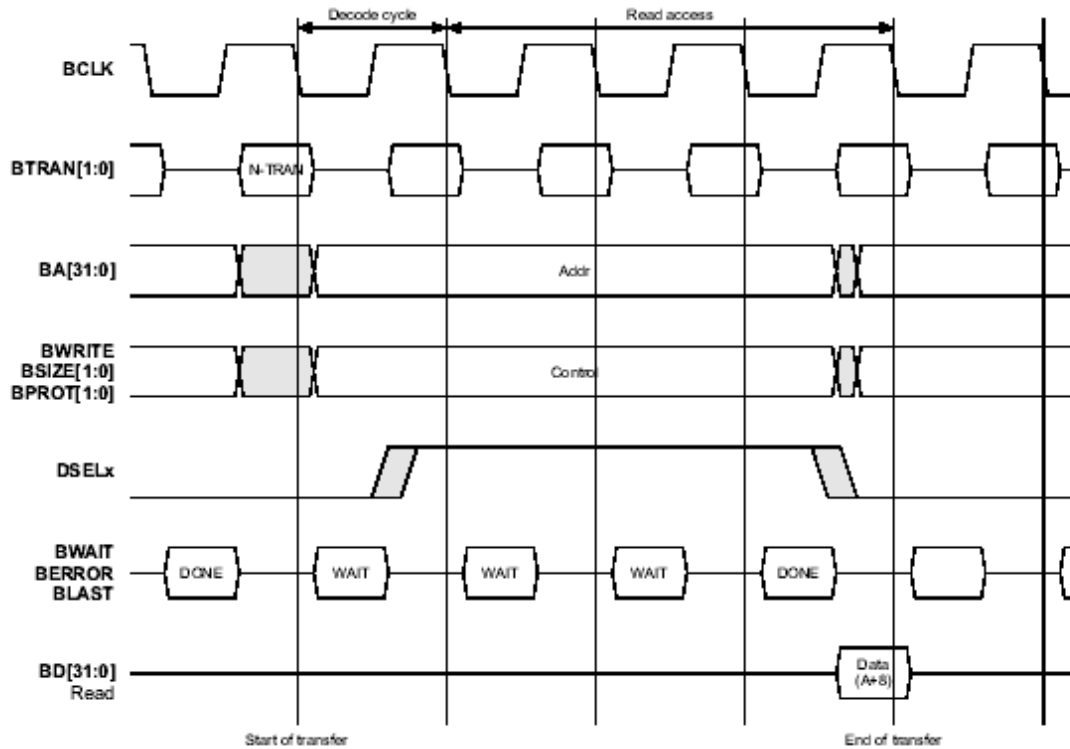 Decode cycle
Read access
BCLK
BTRAN[1:0]
N-TRAN
BA[31:0]
Addr
BWRITE
BSIZE[1:0]
BPROT[1:0]
Control
DSELx
BWAIT
BERROR
BLAST
DONE
WAIT
WAIT
WAIT
DONE
BD[31:0]
Read
Data
(A+8)
Start of transfer
End of transfer